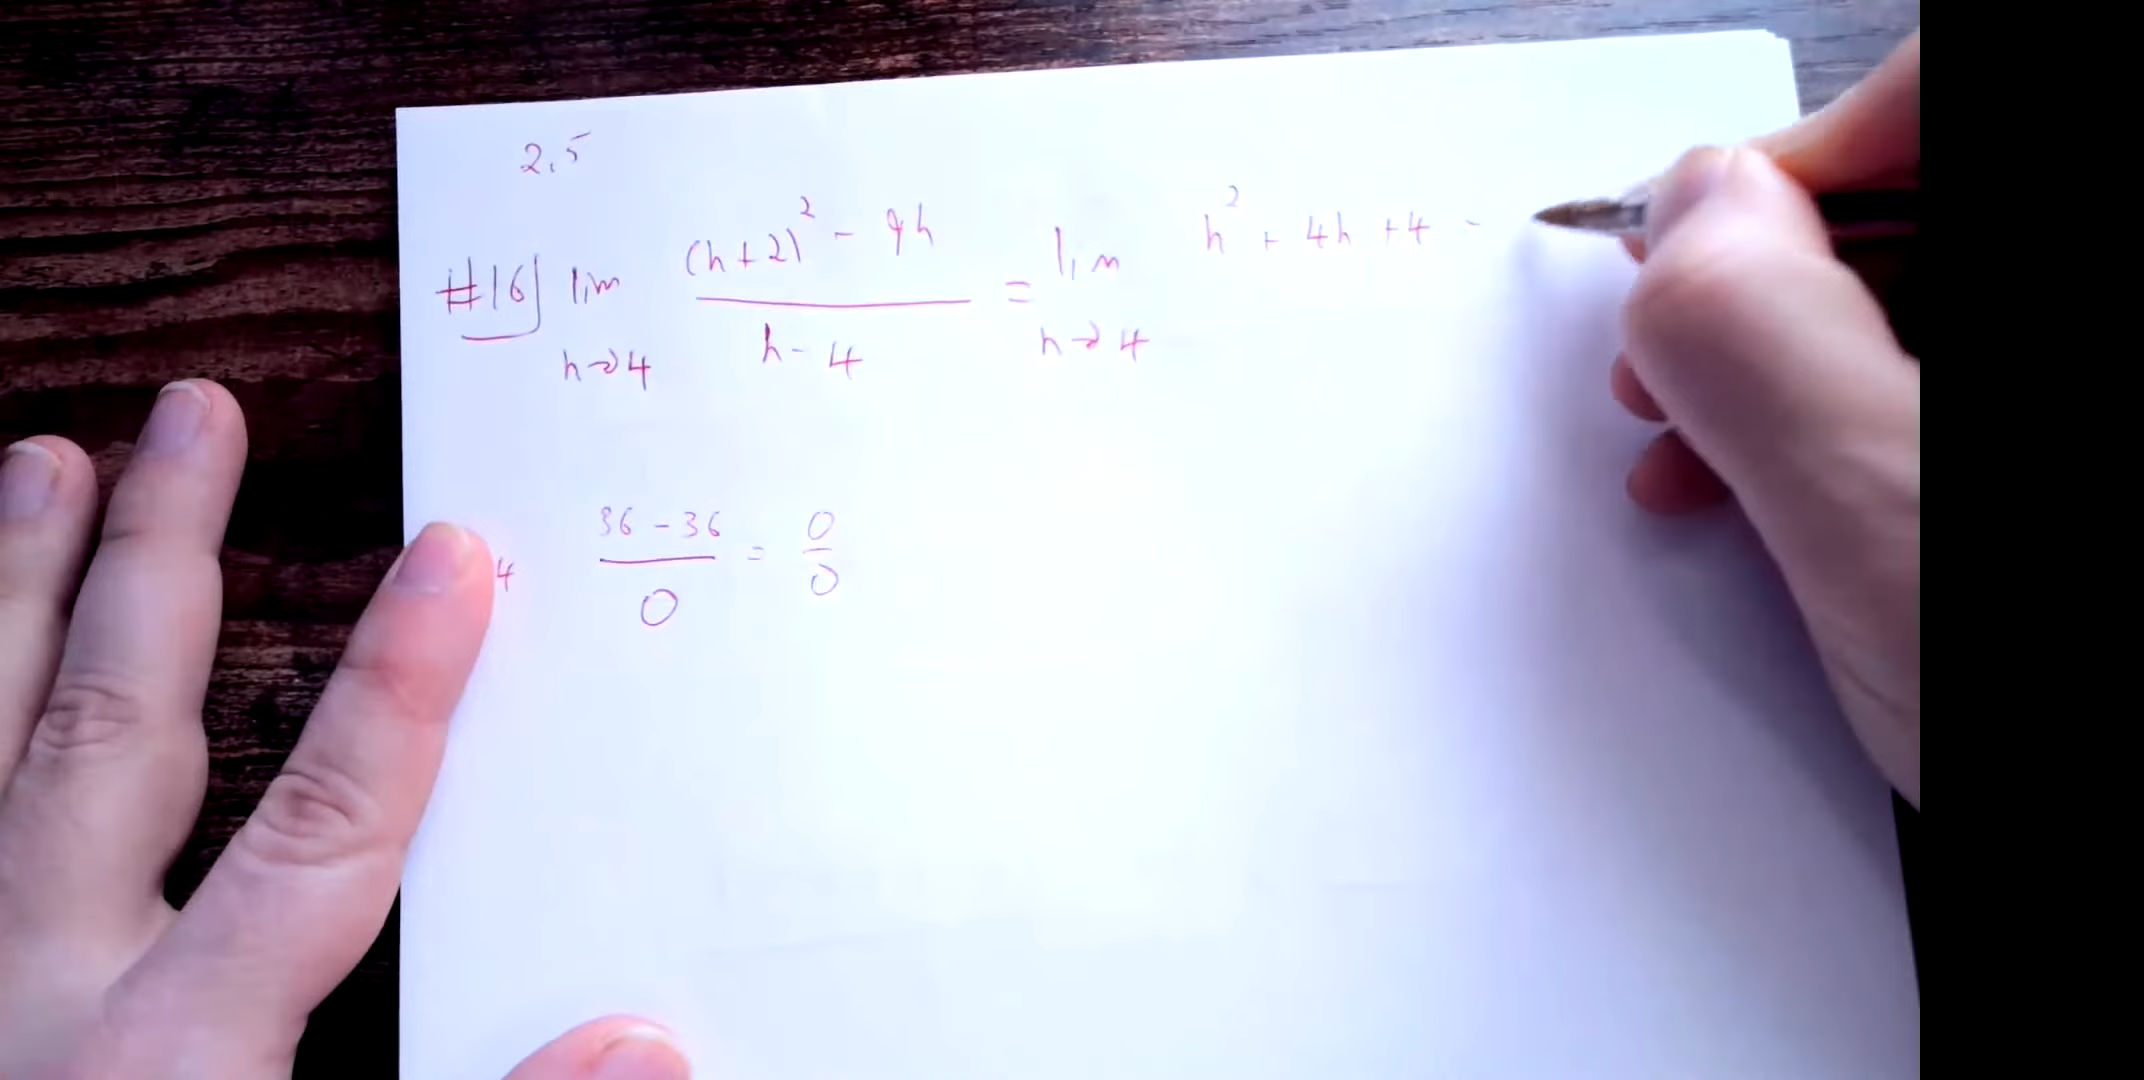 2.5
#16] lim h→4 ((h+2)² - 9h)/(h-4) = lim h→4 h² + 4h + 4 -
4 (36 - 36)/0 = 0/0